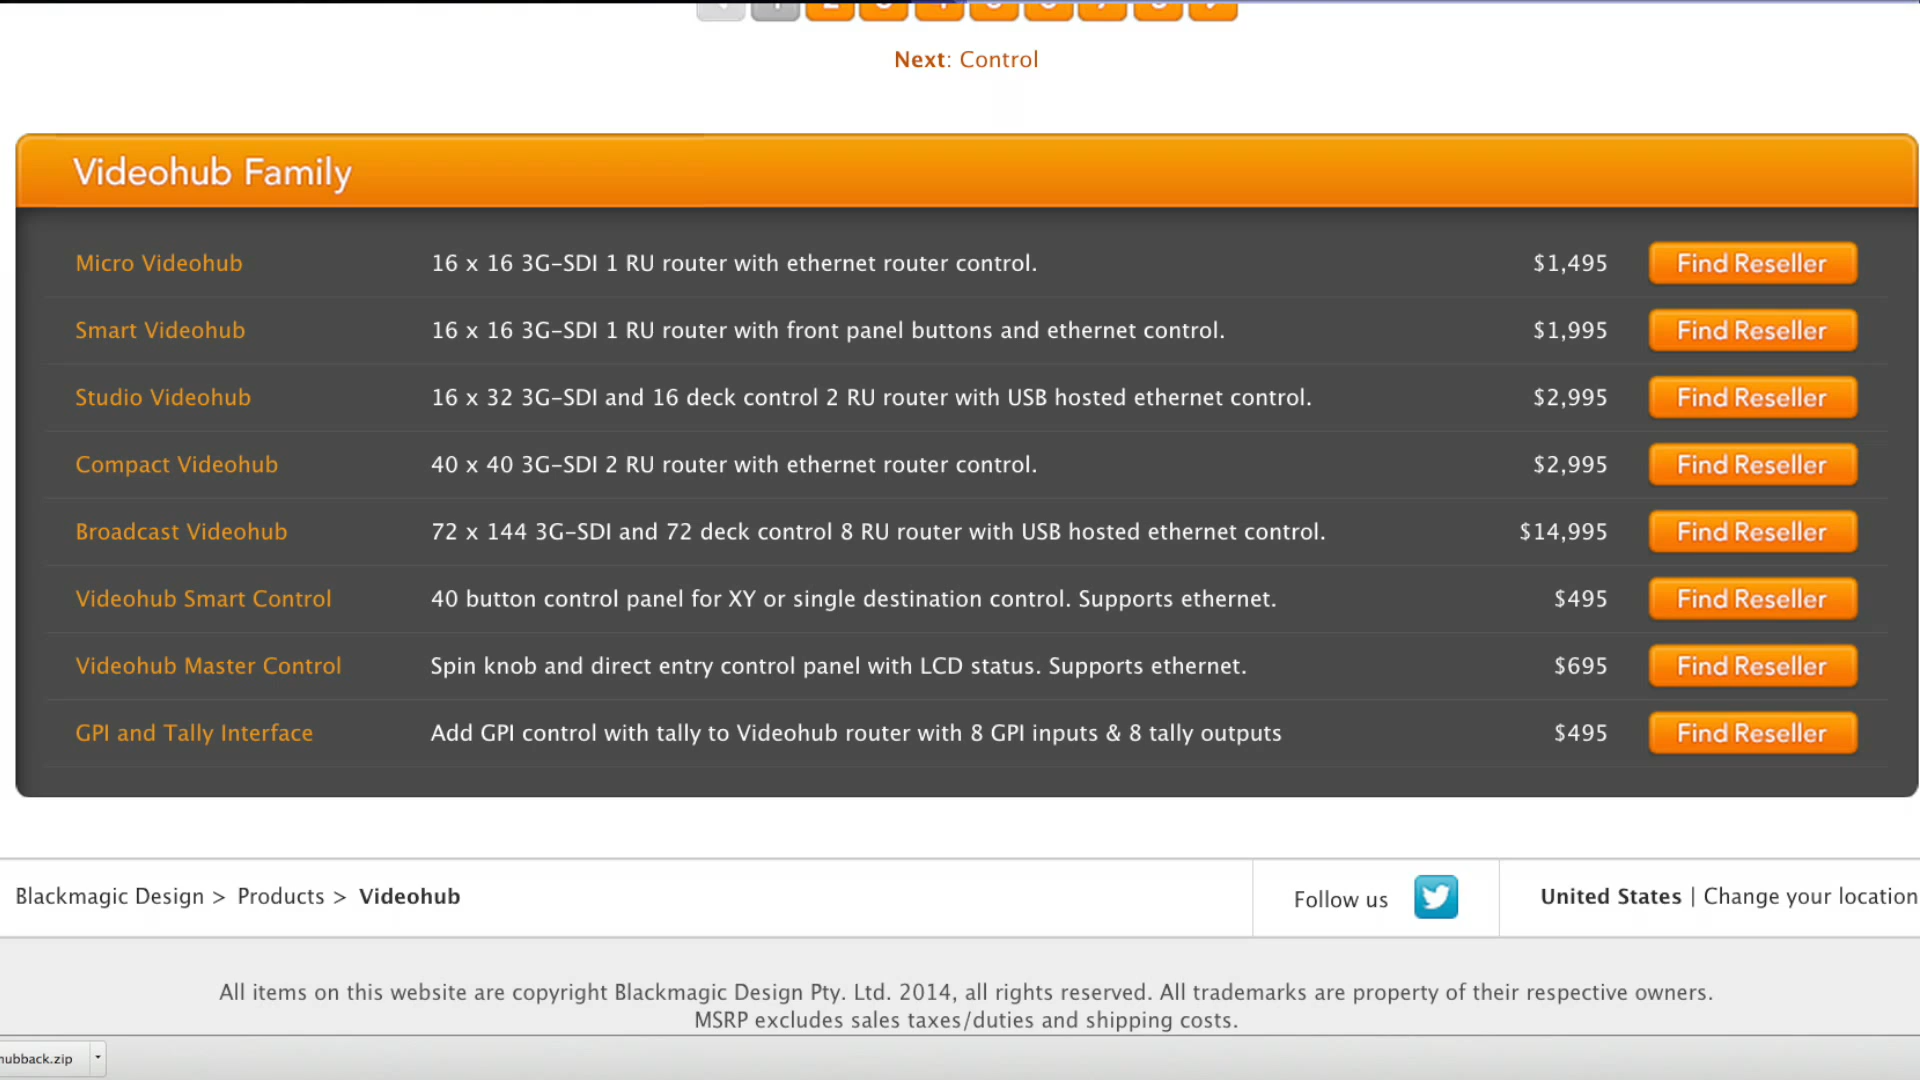 Next: Control
Videohub Family
Micro Videohub 16 x 16 3G-SDI 1 RU router with ethernet router control. $1,495 Find Reseller
Smart Videohub 16 x 16 3G-SDI 1 RU router with front panel buttons and ethernet control. $1,995 Find Reseller
Studio Videohub 16 x 32 3G-SDI and 16 deck control 2 RU router with USB hosted ethernet control. $2,995 Find Reseller
Compact Videohub 40 x 40 3G-SDI 2 RU router with ethernet router control. $2,995 Find Reseller
Broadcast Videohub 72 x 144 3G-SDI and 72 deck control 8 RU router with USB hosted ethernet control. $14,995 Find Reseller
Videohub Smart Control 40 button control panel for XY or single destination control. Supports ethernet. $495 Find Reseller
Videohub Master Control Spin knob and direct entry control panel with LCD status. Supports ethernet. $695 Find Reseller
GPI and Tally Interface Add GPI control with tally to Videohub router with 8 GPI inputs & 8 tally outputs $495 Find Reseller
Blackmagic Design > Products > Videohub Follow us United States | Change your location
All items on this website are copyright Blackmagic Design Pty. Ltd. 2014, all rights reserved. All trademarks are property of their respective owners.
MSRP excludes sales taxes/duties and shipping costs.
hubback.zip